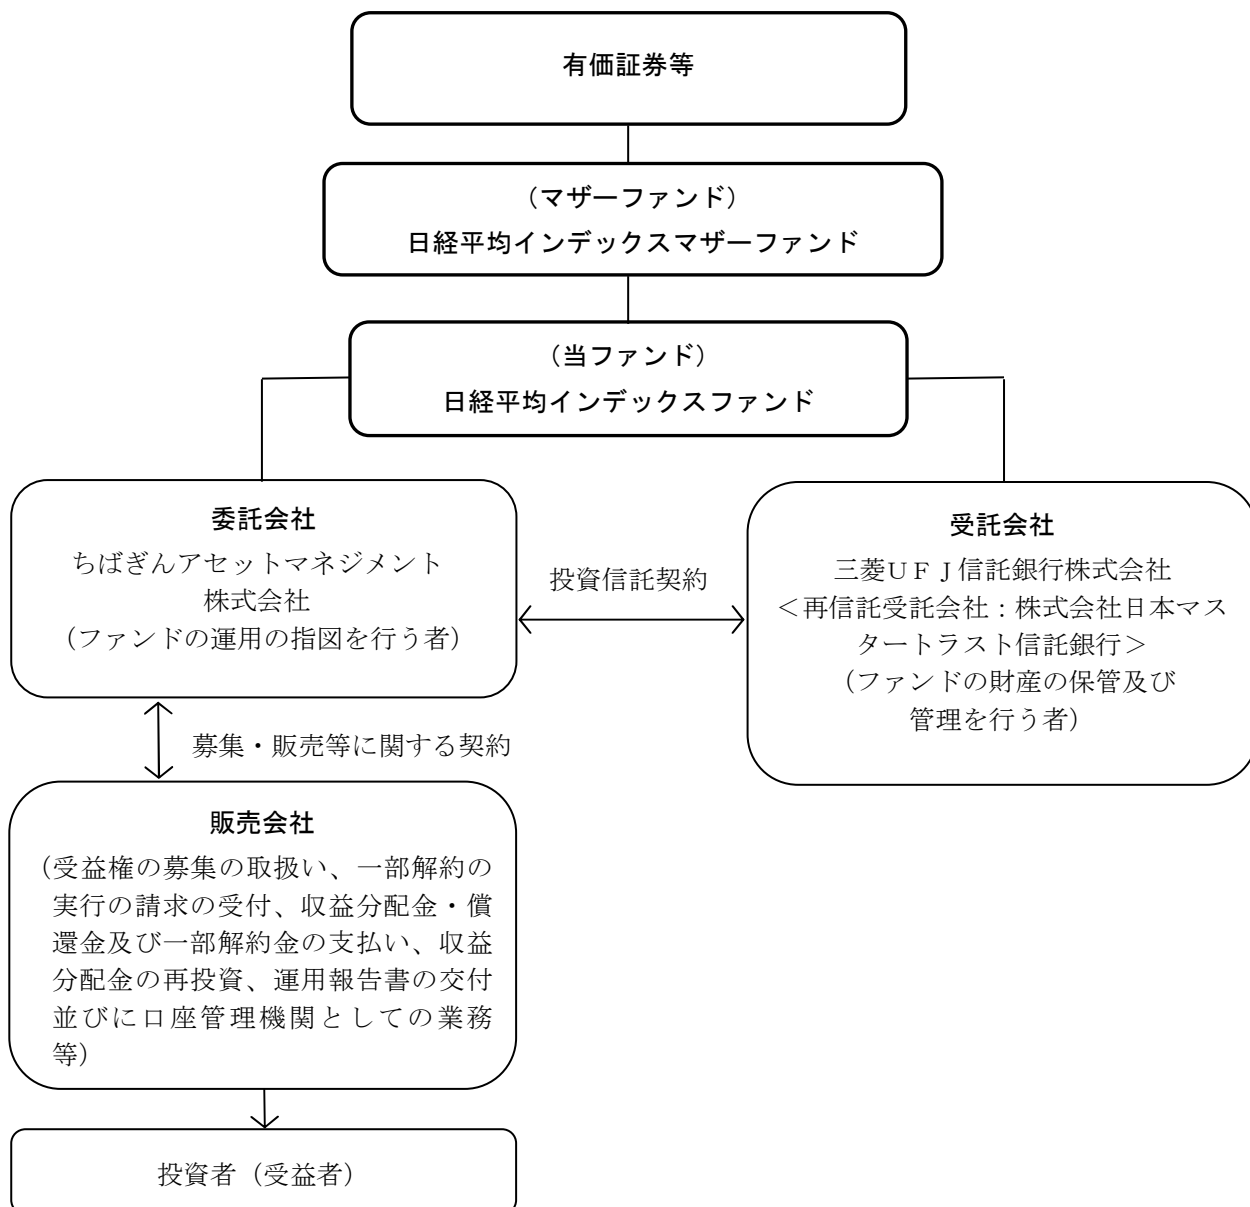 有価証券等
（マザーファンド）
日経平均インデックスマザーファンド
（当ファンド）
日経平均インデックスファンド
委託会社
ちばぎんアセットマネジメント
株式会社
（ファンドの運用の指図を行う者）
投資信託契約
受託会社
三菱ＵＦＪ信託銀行株式会社
＜再信託受託会社：株式会社日本マス
タートラスト信託銀行＞
（ファンドの財産の保管及び
管理を行う者）
募集・販売等に関する契約
販売会社
（受益権の募集の取扱い、一部解約の
実行の請求の受付、収益分配金・償
還金及び一部解約金の支払い、収益
分配金の再投資、運用報告書の交付
並びに口座管理機関としての業務
等）
投資者（受益者）